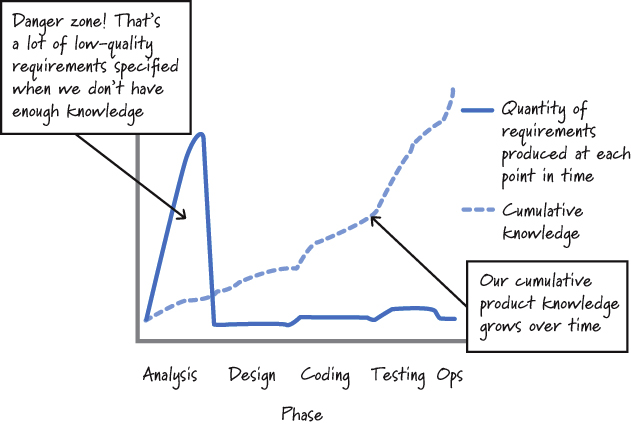 Danger zone! That's
a lot of low-quality
requirements specified
when we don't have
enough knowledge
Quantity of
requirements
produced at each
point in time
Cumulative
knowledge
Our cumulative
product knowledge
grows over time
Analysis Design Coding Testing Ops
Phase